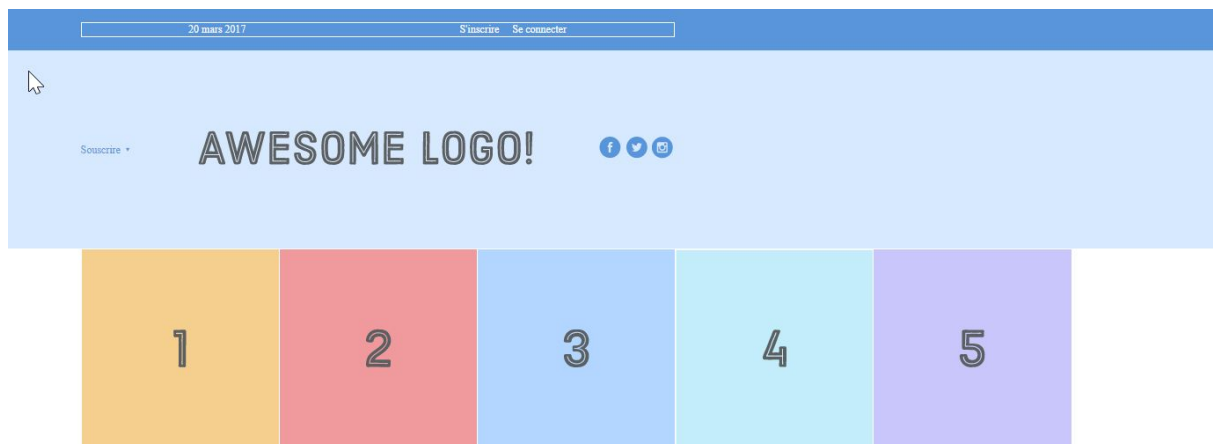 20 mars 2017 S'inscrire Se connecter
Souscrire ▾ AWESOME LOGO!
1 2 3 4 5